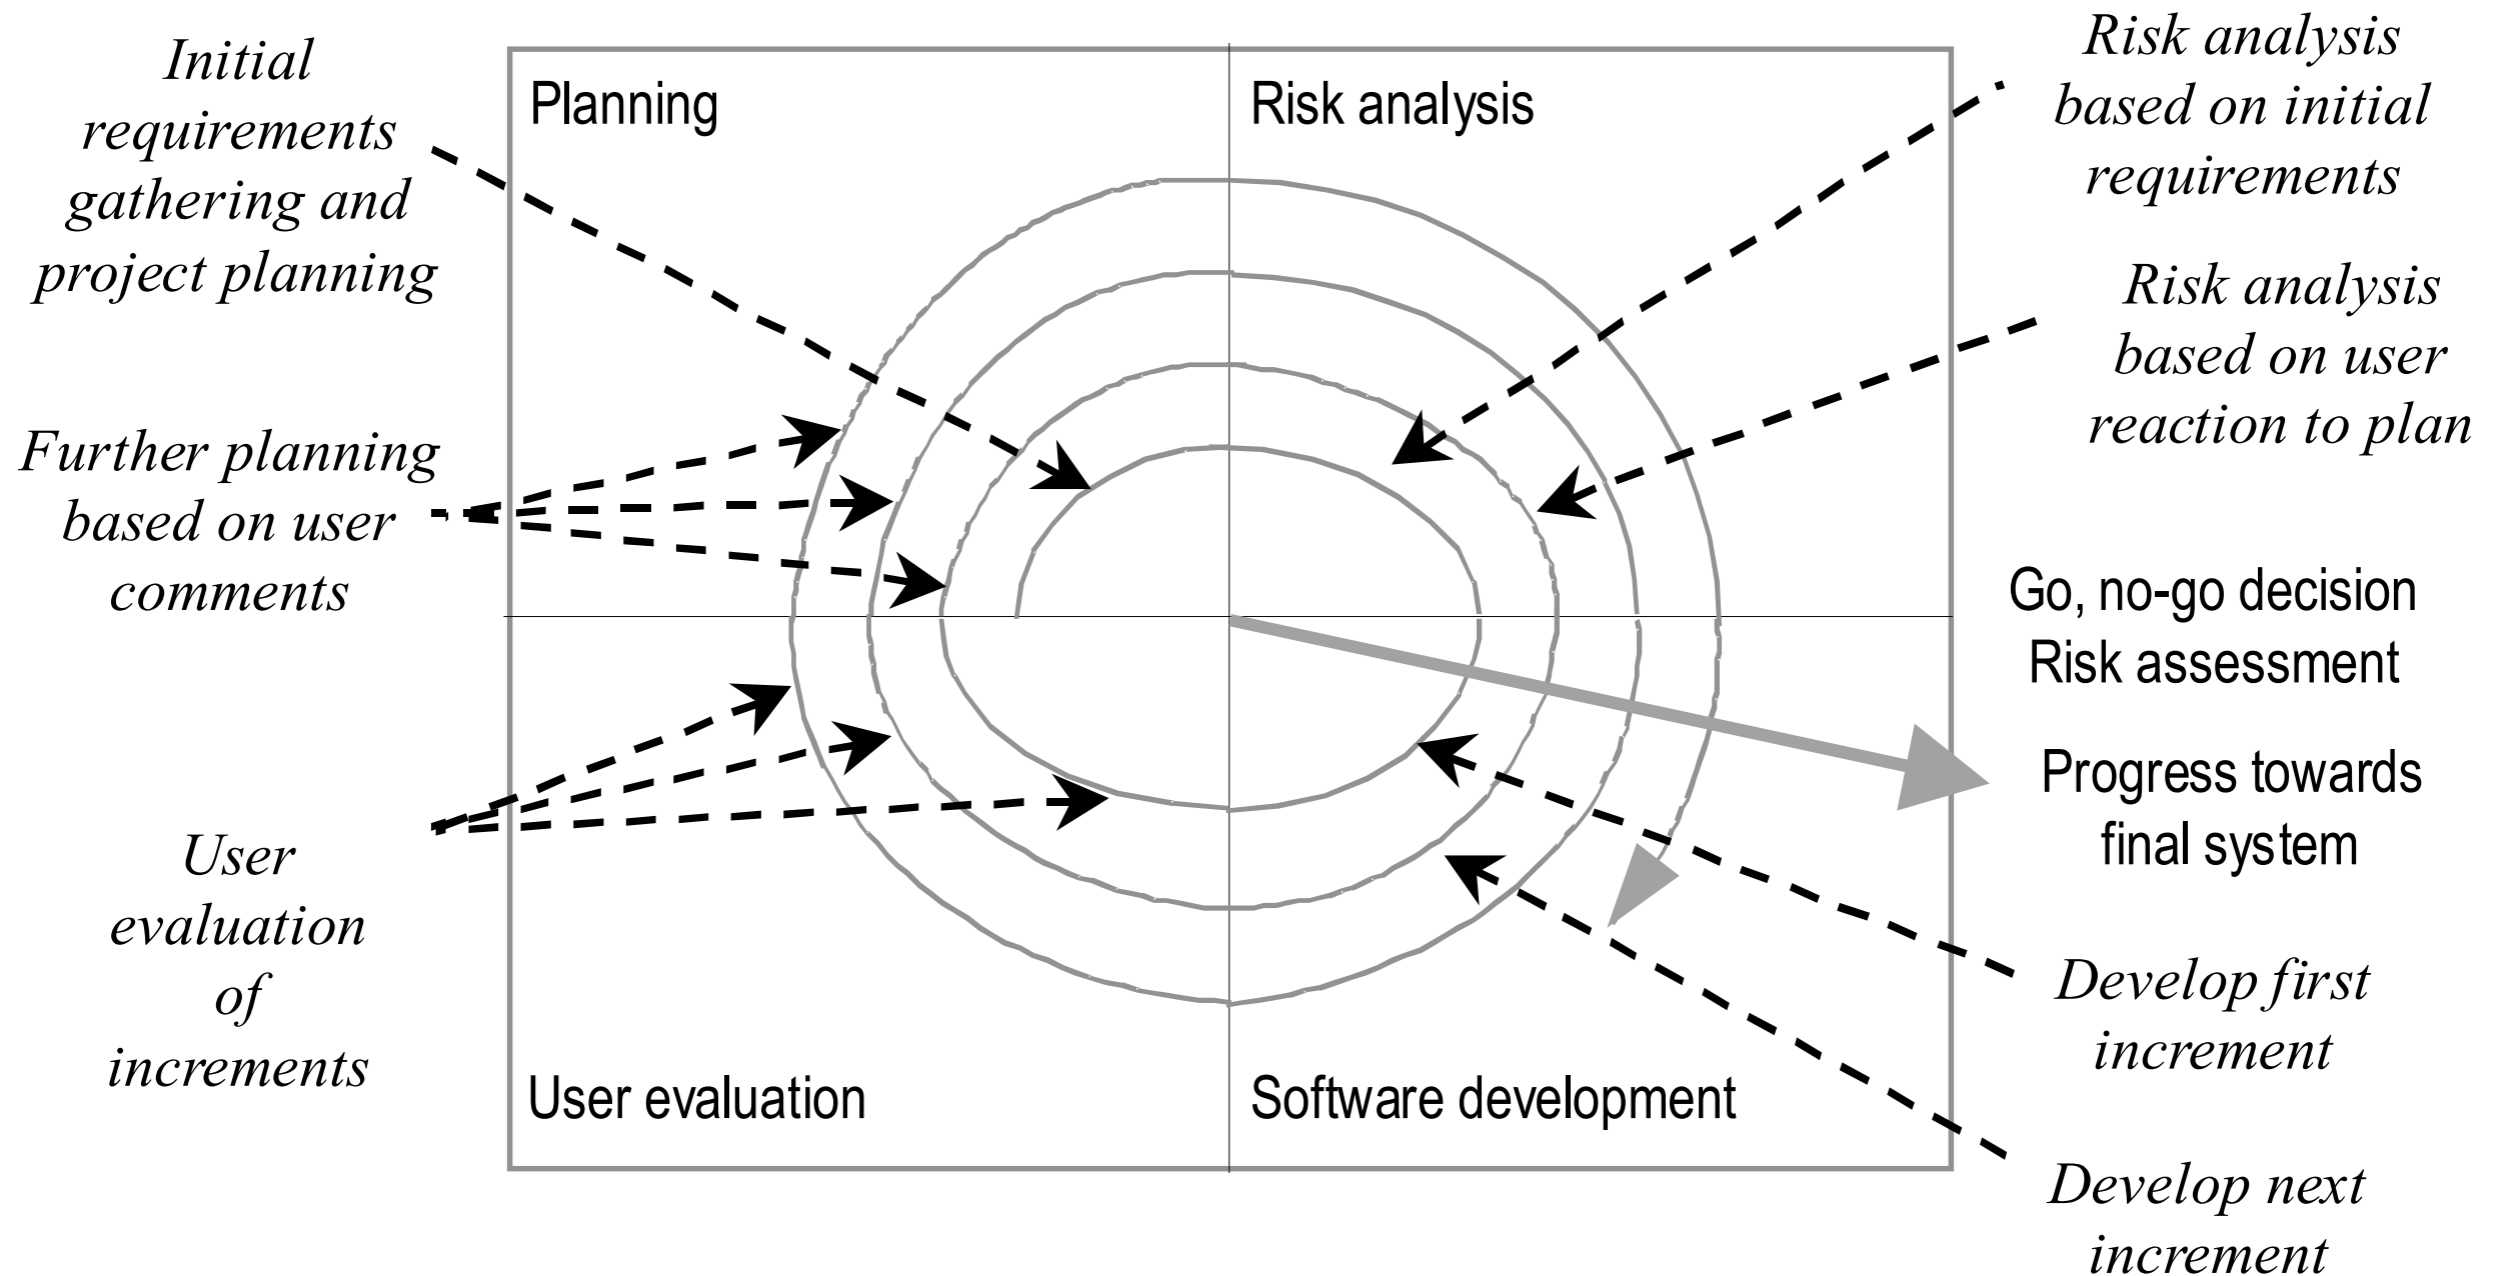 Initial
requirements
gathering and
project planning
Further planning
based on user
comments
User
evaluation
of
increments
Planning
Risk analysis
User evaluation
Software development
Risk analysis
based on initial
requirements
Risk analysis
based on user
reaction to plan
Go, no-go decision
Risk assessment
Progress towards
final system
Develop first
increment
Develop next
increment